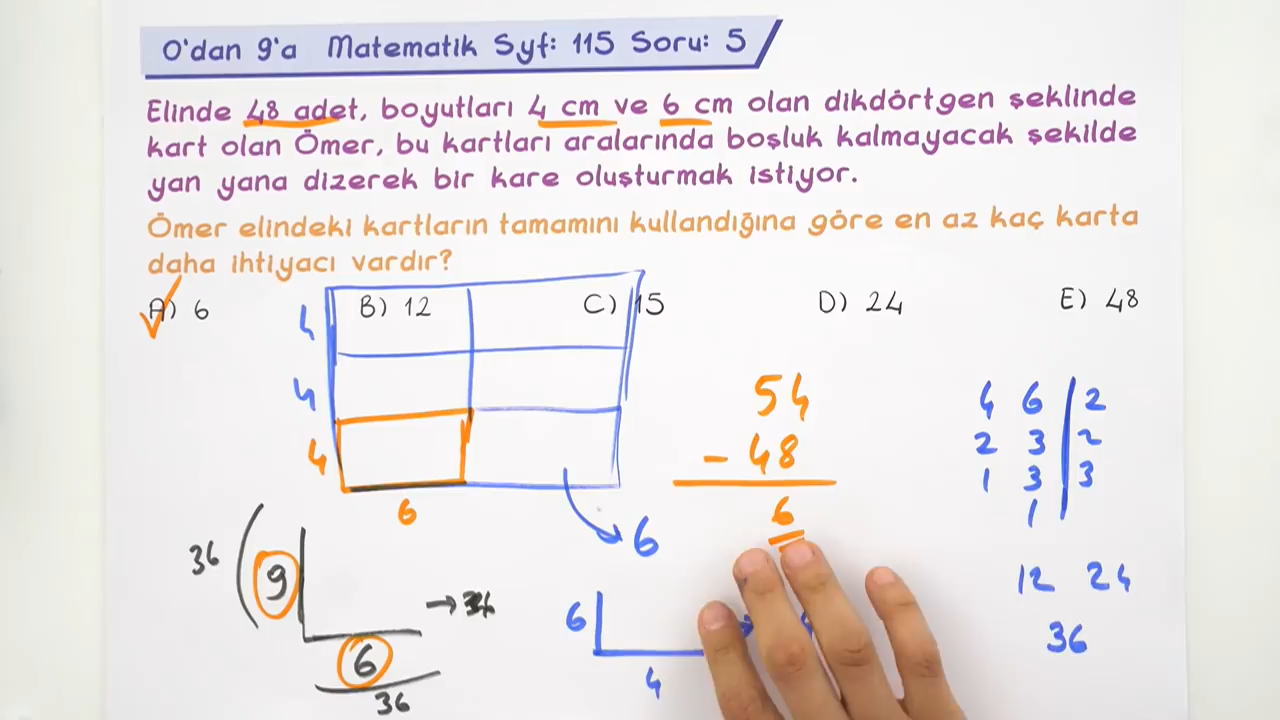 0'dan 9'a Matematik Syf: 115 Soru: 5
Elinde 48 adet, boyutları 4 cm ve 6 cm olan dikdörtgen şeklinde
kart olan Ömer, bu kartları aralarında boşluk kalmayacak şekilde
yan yana dizerek bir kare oluşturmak istiyor.
Ömer elindeki kartların tamamını kullandığına göre en az kaç karta
daha ihtiyacı vardır?
A) 6 B) 12 C) 15 D) 24 E) 48
4
4
4
6
6
54
- 48
6
4 6 2
2 3 2
1 3 3
1
12 24
36
36 9
6
36
→ 36
6
4